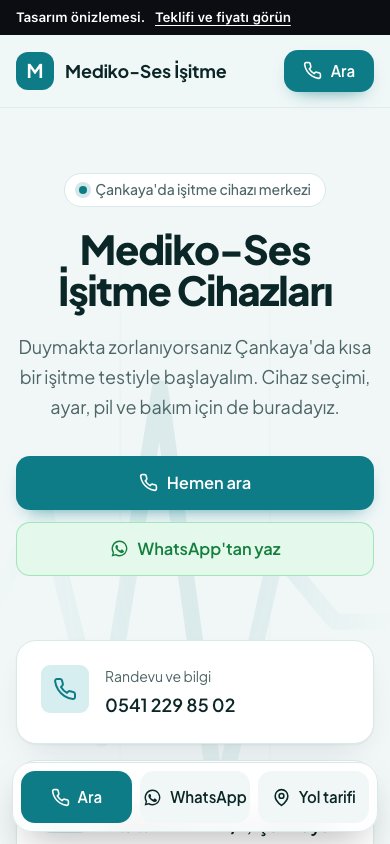 Tasarım önizlemesi. Teklifi ve fiyatı görün
M Mediko-Ses İşitme Ara
Çankaya'da işitme cihazı merkezi
Mediko-Ses
İşitme Cihazları
Duymakta zorlanıyorsanız Çankaya'da kısa
bir işitme testiyle başlayalım. Cihaz seçimi,
ayar, pil ve bakım için de buradayız.
Hemen ara
WhatsApp'tan yaz
Randevu ve bilgi
0541 229 85 02
Ara WhatsApp Yol tarifi